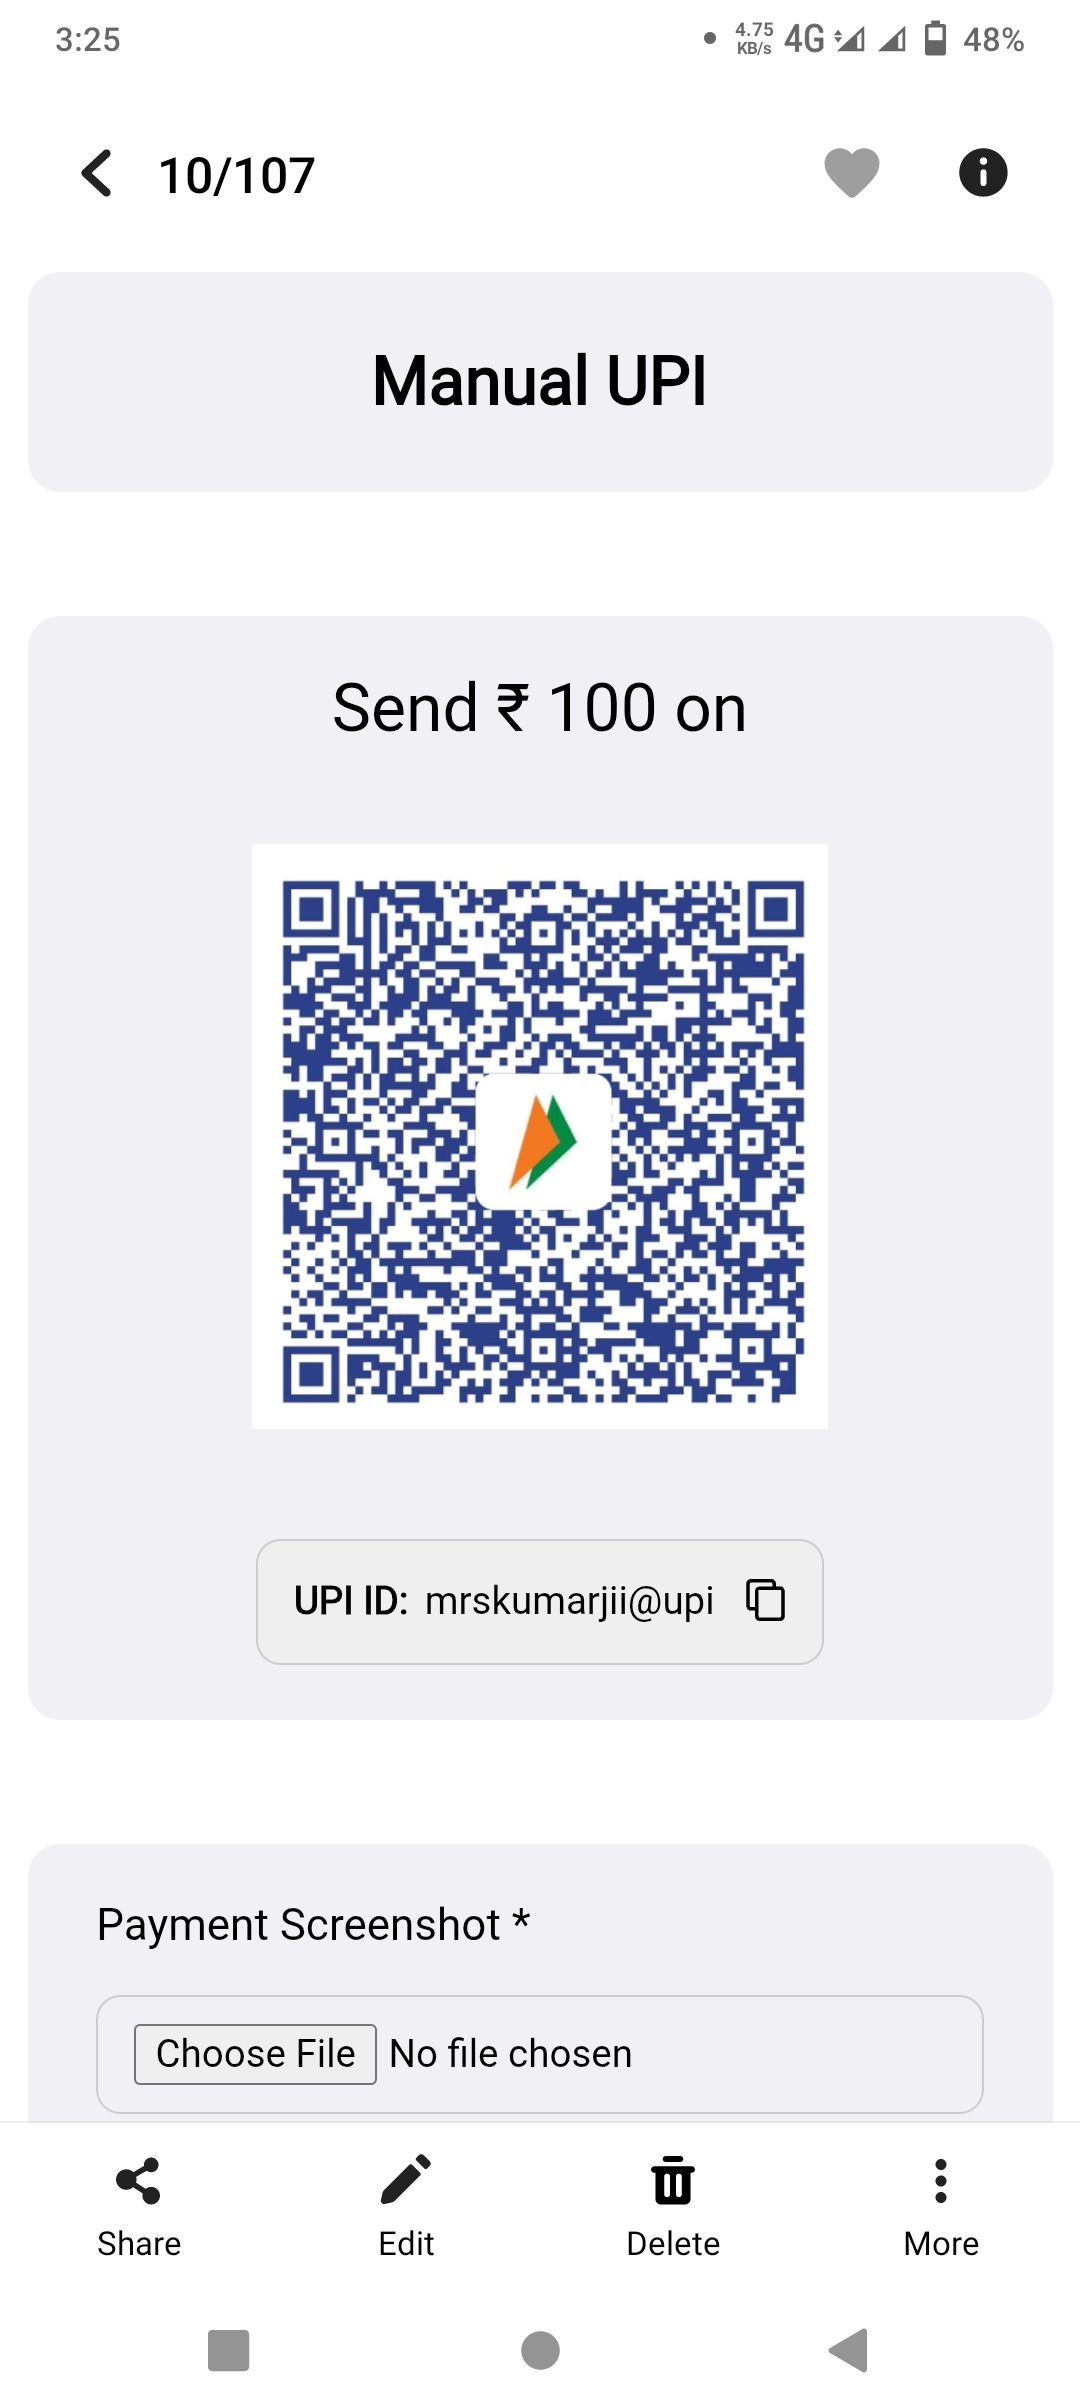 3:25
4.75
KB/s
4G
48%
10/107
Manual UPI
Send ₹ 100 on
UPI ID: mrskumarjii@upi
Payment Screenshot *
Choose File No file chosen
Share Edit Delete More